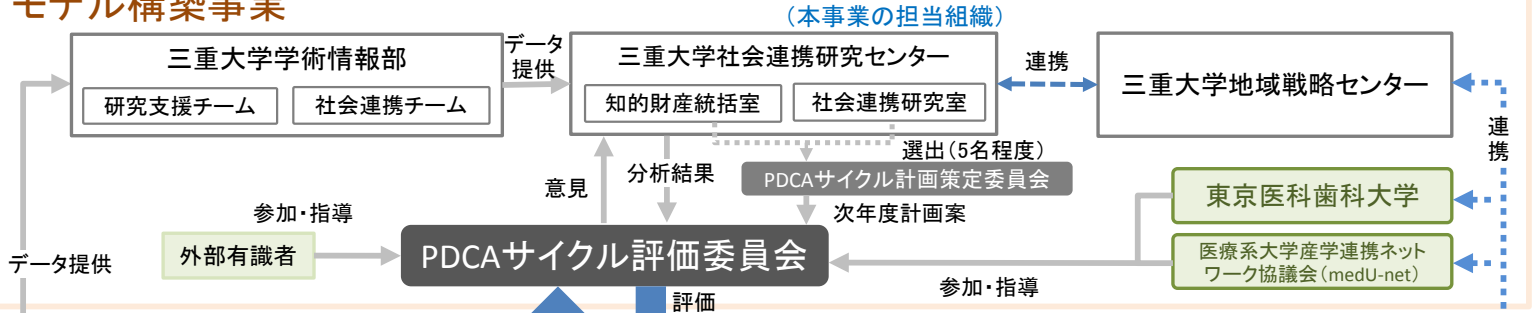 モデル構築事業
（本事業の担当組織）
三重大学学術情報部
研究支援チーム
社会連携チーム
データ
提供
三重大学社会連携研究センター
知的財産統括室
社会連携研究室
連携
三重大学地域戦略センター
連
携
選出（5名程度）
意見
分析結果
PDCAサイクル計画策定委員会
次年度計画案
東京医科歯科大学
参加・指導
外部有識者
データ提供
PDCAサイクル評価委員会
医療系大学産学連携ネット
ワーク協議会（medU-net）
参加・指導
評価